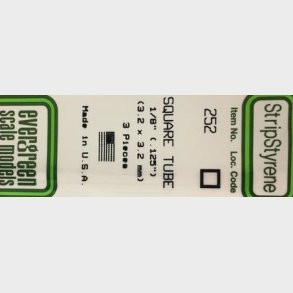 StripStyrene
Item No. Loc. Code
252
SQUARE TUBE
1/8" (.125")
(3.2 x 3.2 mm)
3 Pieces
Made in U.S.A.
evergreen
scale models